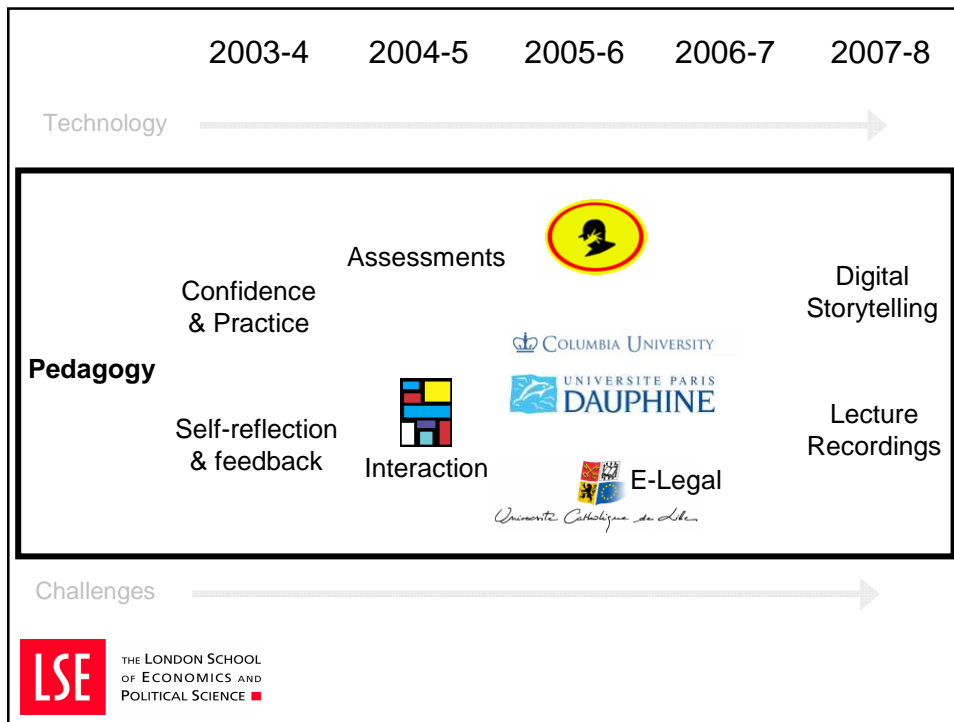 2003-4 2004-5 2005-6 2006-7 2007-8
Technology
Assessments
Confidence
& Practice
Digital
Storytelling
COLUMBIA UNIVERSITY
Pedagogy
UNIVERSITE PARIS
DAUPHINE
Self-reflection
& feedback
Interaction
Lecture
Recordings
E-Legal
Université Catholique de Lille
Challenges
LSE
THE LONDON SCHOOL
OF ECONOMICS AND
POLITICAL SCIENCE